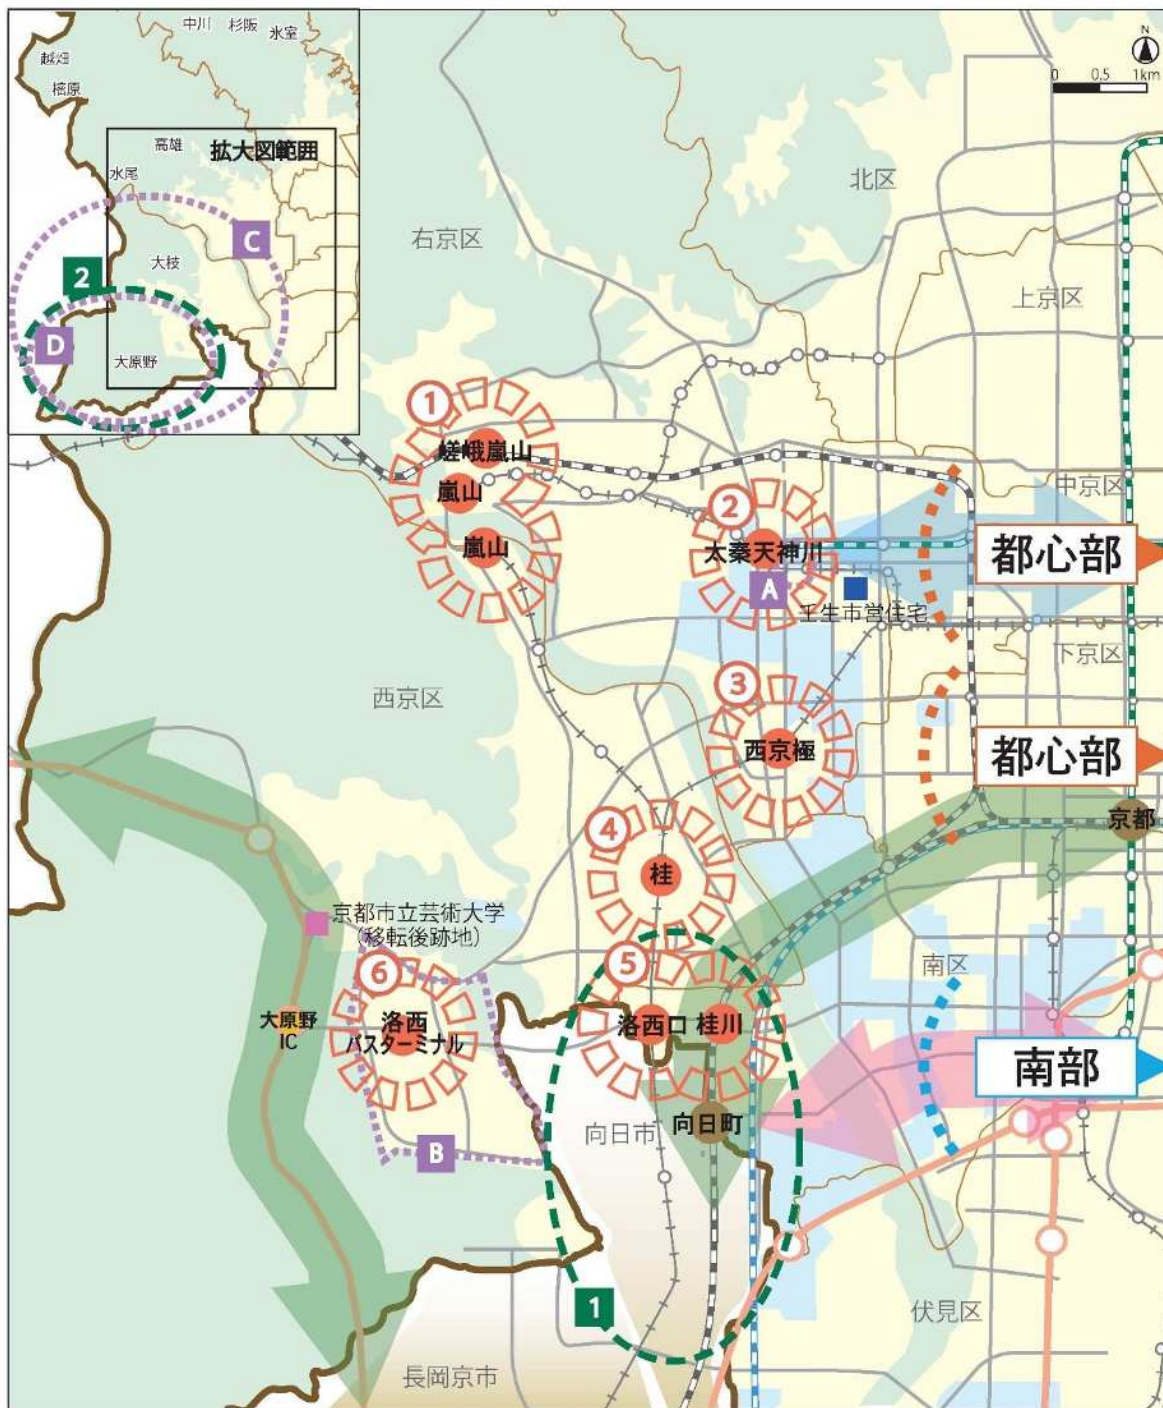 中川
杉阪
氷室
越畑
樒原
高雄
拡大図範囲
水尾
C
大枝
2
D
大原野
N
0 0.5 1km
北区
右京区
上京区
①
嵯峨嵐山
嵐山
嵐山
②
太秦天神川
A
壬生市営住宅
中京区
都心部
下京区
西京区
③
西京極
都心部
京都
④
桂
京都市立芸術大学
(移転後跡地)
⑤
洛西口
桂川
南区
⑥
洛西
バスターミナル
大原野
IC
南部
向日市
向日町
B
1
伏見区
長岡京市